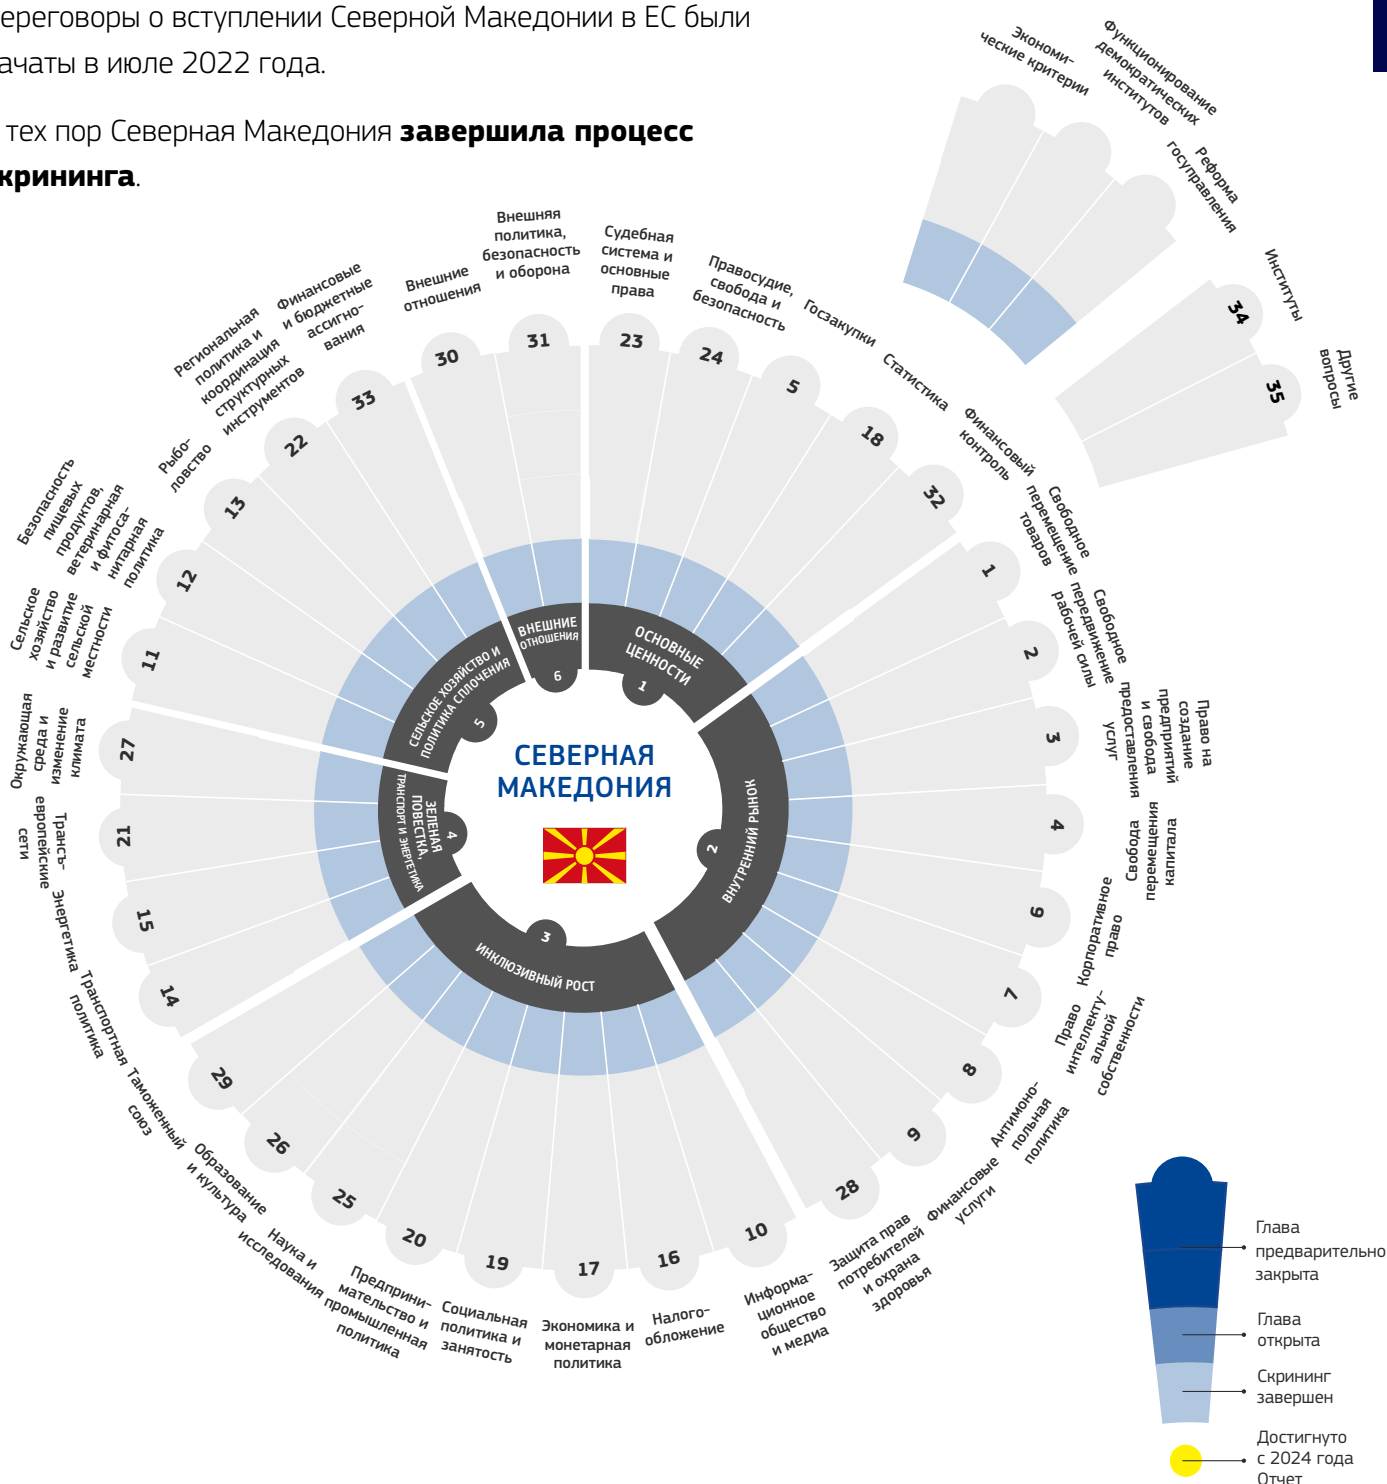 ереговоры о вступлении Северной Македонии в ЕС были
ачаты в июле 2022 года.
тех пор Северная Македония завершила процесс
крининга.
Экономи-
ческие критерии
Функционирование
демократических
институтов
Реформа
госуправления
Институты
34
Другие
вопросы
35
Судебная
система и
основные
права
23
Правосудие,
свобода и
безопасность
24
Госзакупки
5
Статистика
18
Финансовый
контроль
32
Свободное
перемещение
товаров
1
Свободное
передвижение
рабочей силы
2
Право на
создание
предприятий
и свобода
предоставления
услуг
3
Свобода
перемещения
капитала
4
Корпоративное
право
6
Право
интеллекту-
альной
собственности
7
Антимоно-
польная
политика
8
Финансовые
услуги
9
Защита прав
потребителей
и охрана
здоровья
28
Информа-
ционное
общество
и медиа
10
Налого-
обложение
16
Экономика и
монетарная
политика
17
Социальная
политика и
занятость
19
Предприни-
мательство и
промышленная
политика
20
Наука и
исследования
25
Образование
и культура
26
Таможенный
союз
29
Транспортная
политика
14
Энергетика
15
Трансъ-
европейские
сети
21
Окружающая
среда и
изменение
климата
27
Сельское
хозяйство
и развитие
сельской
местности
11
Безопасность
пищевых
продуктов,
ветеринарная
и фитоса-
нитарная
политика
12
Рыбо-
ловство
13
Региональная
политика и
координация
структурных
инструментов
22
Финансовые
и бюджетные
ассигно-
вания
33
Внешние
отношения
30
Внешняя
политика,
безопасность
и оборона
31
ОСНОВНЫЕ
ЦЕННОСТИ
1
ВНУТРЕННИЙ РЫНОК
2
ИНКЛЮЗИВНЫЙ РОСТ
3
ЗЕЛЕНАЯ
ПОВЕСТКА,
ТРАНСПОРТ И ЭНЕРГЕТИКА
4
СЕЛЬСКОЕ ХОЗЯЙСТВО И
ПОЛИТИКА СПЛОЧЕНИЯ
5
ВНЕШНИЕ
ОТНОШЕНИЯ
6
СЕВЕРНАЯ
МАКЕДОНИЯ
Глава
предварительно
закрыта
Глава
открыта
Скрининг
завершен
Достигнуто
с 2024 года
Отчет